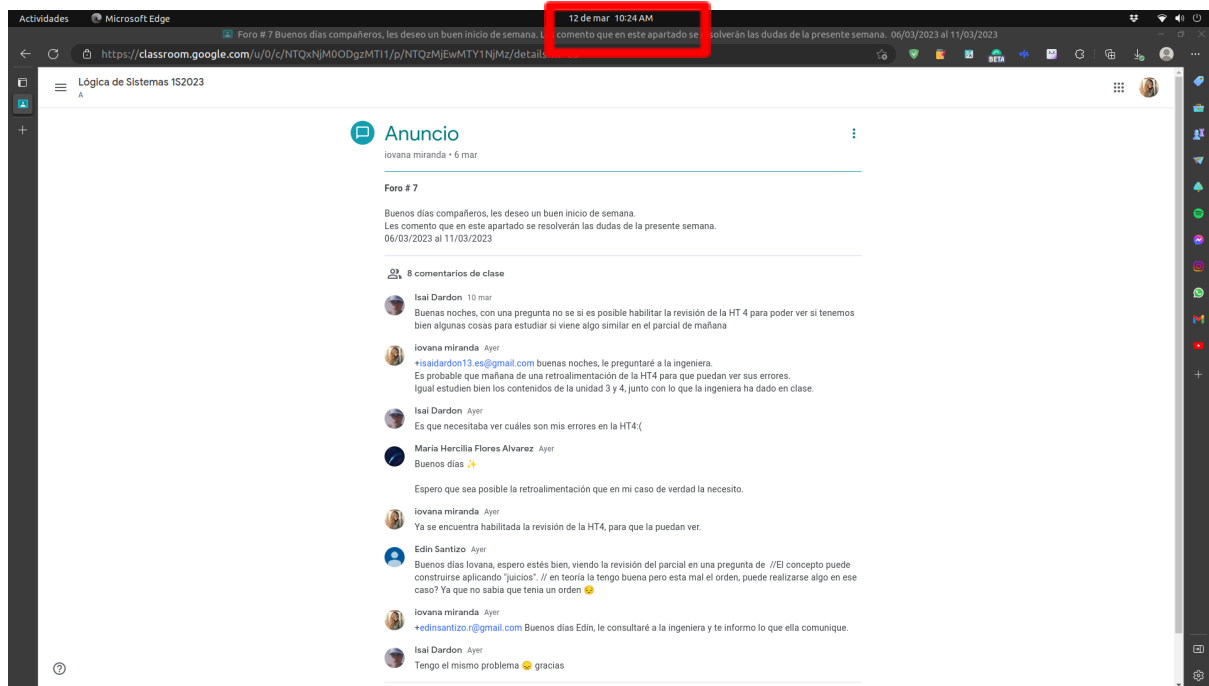 Actividades
Microsoft Edge
12 de mar 10:24 AM
Foro # 7 Buenos días compañeros, les deseo un buen inicio de semana. comento que en este apartado se resolverán las dudas de la presente semana. 06/03/2023 al 11/03/2023
BETA
Lógica de Sistemas 1S2023
A
Anuncio
iovana miranda • 6 mar
Foro # 7
Buenos días compañeros, les deseo un buen inicio de semana.
Les comento que en este apartado se resolverán las dudas de la presente semana.
06/03/2023 al 11/03/2023
8 comentarios de clase
Isai Dardon 10 mar
Buenas noches, con una pregunta no se si es posible habilitar la revisión de la HT 4 para poder ver si tenemos
bien algunas cosas para estudiar si viene algo similar en el parcial de mañana
iovana miranda Ayer
+isaidardon13.es@gmail.com buenas noches, le preguntaré a la ingeniera.
Es probable que mañana de una retroalimentación de la HT4 para que puedan ver sus errores.
Igual estudien bien los contenidos de la unidad 3 y 4, junto con lo que la ingeniera ha dado en clase.
Isai Dardon Ayer
Es que necesitaba ver cuáles son mis errores en la HT4:(
María Hercilia Flores Alvarez Ayer
Buenos días ✨
Espero que sea posible la retroalimentación que en mi caso de verdad la necesito.
iovana miranda Ayer
Ya se encuentra habilitada la revisión de la HT4, para que la puedan ver.
Edin Santizo Ayer
Buenos días Iovana, espero estés bien, viendo la revisión del parcial en una pregunta de //El concepto puede
construirse aplicando "juicios". // en teoría la tengo buena pero esta mal el orden, puede realizarse algo en ese
caso? Ya que no sabia que tenia un orden 😔
iovana miranda Ayer
+edinsantizo.r@gmail.com Buenos días Edín, le consultaré a la ingeniera y te informo lo que ella comunique.
Isai Dardon Ayer
Tengo el mismo problema 😞 gracias